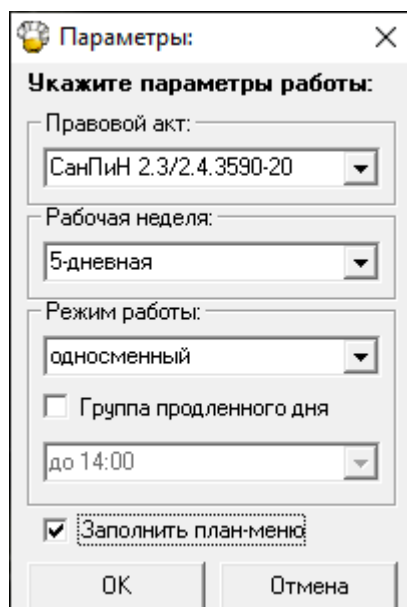 Параметры:
Укажите параметры работы:
Правовой акт:
СанПиН 2.3/2.4.3590-20
Рабочая неделя:
5-дневная
Режим работы:
односменный
Группа продленного дня
до 14:00
Заполнить план-меню
OK Отмена